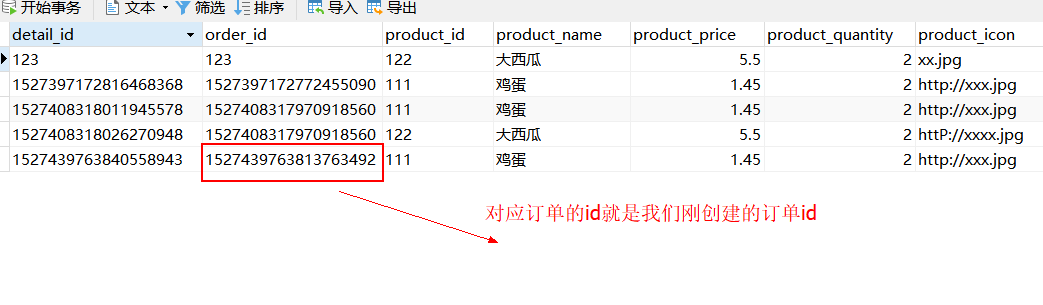 开始事务 文本 筛选 排序 导入 导出
detail_id order_id product_id product_name product_price product_quantity product_icon
123 123 122 大西瓜 5.5 2 xx.jpg
1527397172816468368 1527397172772455090 111 鸡蛋 1.45 2 http://xxx.jpg
1527408318011945578 1527408317970918560 111 鸡蛋 1.45 2 http://xxx.jpg
1527408318026270948 1527408317970918560 122 大西瓜 5.5 2 httP://xxxx.jpg
1527439763840558943 1527439763813763492 111 鸡蛋 1.45 2 http://xxx.jpg
对应订单的id就是我们刚创建的订单id